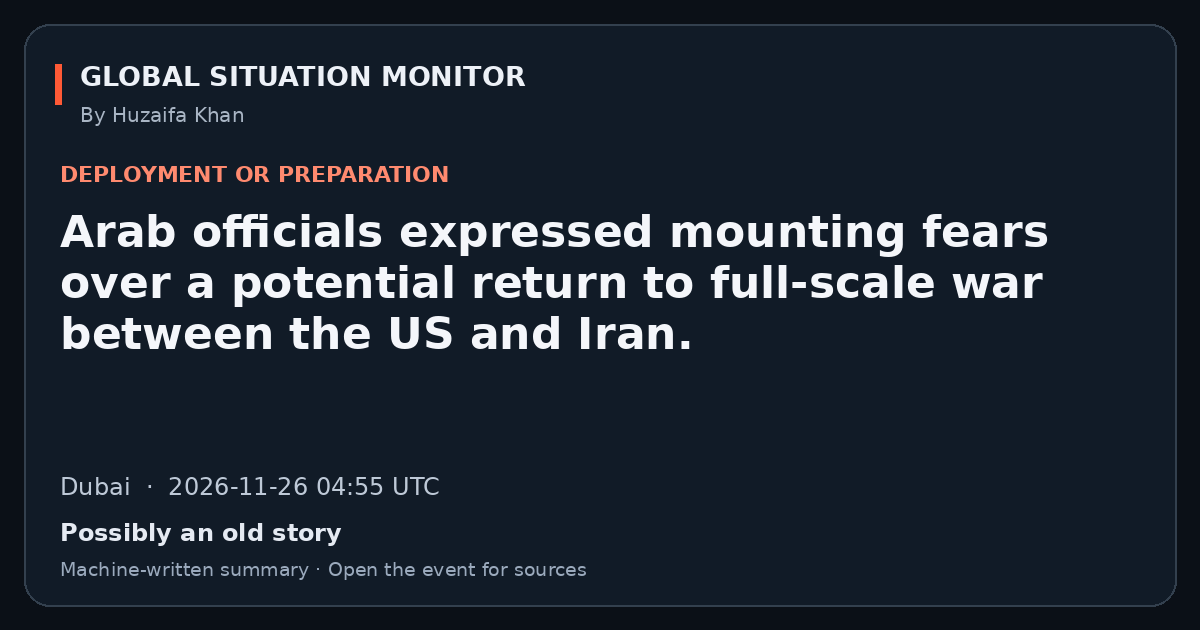 GLOBAL SITUATION MONITOR
By Huzaifa Khan
DEPLOYMENT OR PREPARATION
Arab officials expressed mounting fears
over a potential return to full-scale war
between the US and Iran.
Dubai · 2026-11-26 04:55 UTC
Possibly an old story
Machine-written summary · Open the event for sources